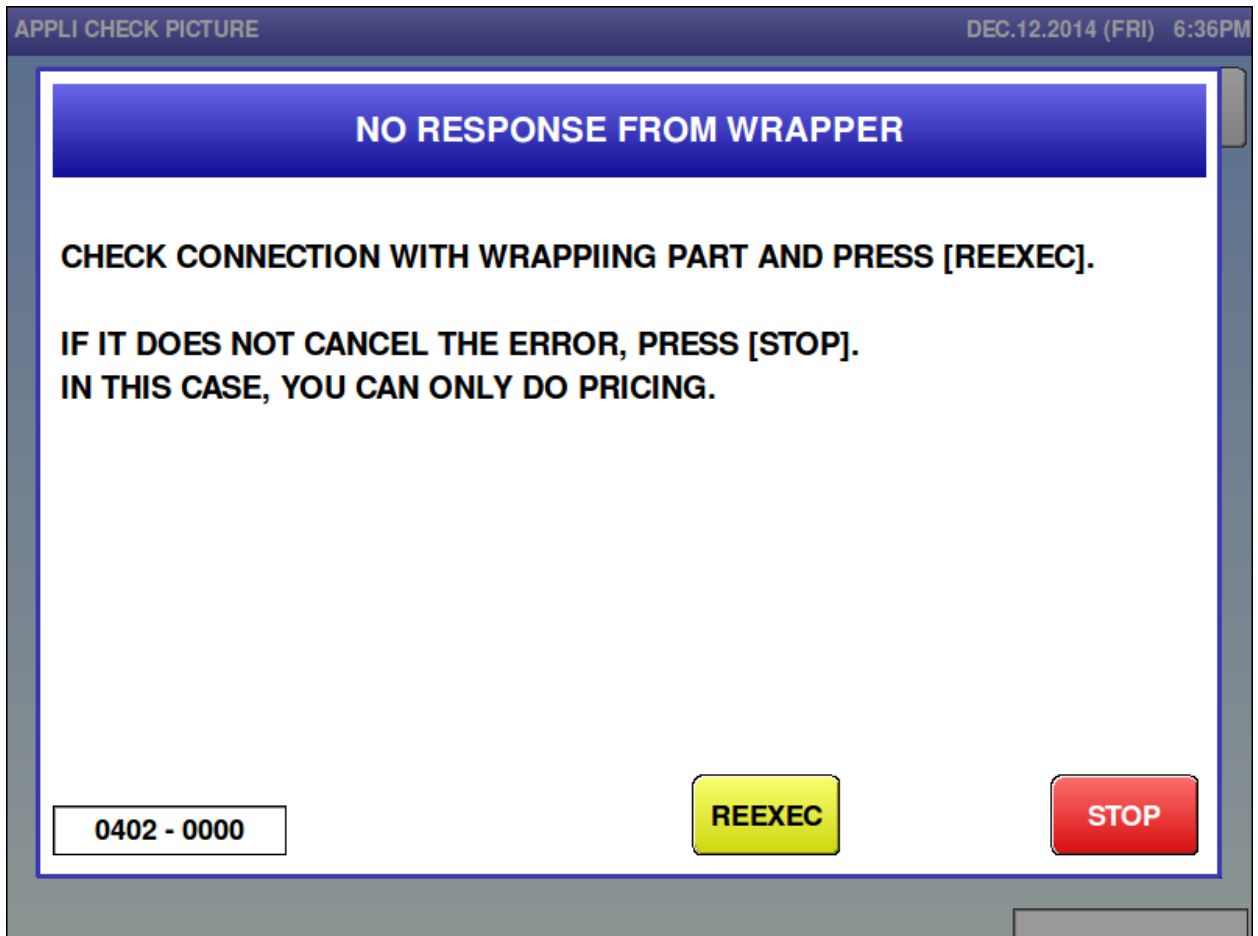 APPLI CHECK PICTURE DEC.12.2014 (FRI) 6:36PM
NO RESPONSE FROM WRAPPER
CHECK CONNECTION WITH WRAPPIING PART AND PRESS [REEXEC].
IF IT DOES NOT CANCEL THE ERROR, PRESS [STOP].
IN THIS CASE, YOU CAN ONLY DO PRICING.
0402 - 0000 REEXEC STOP